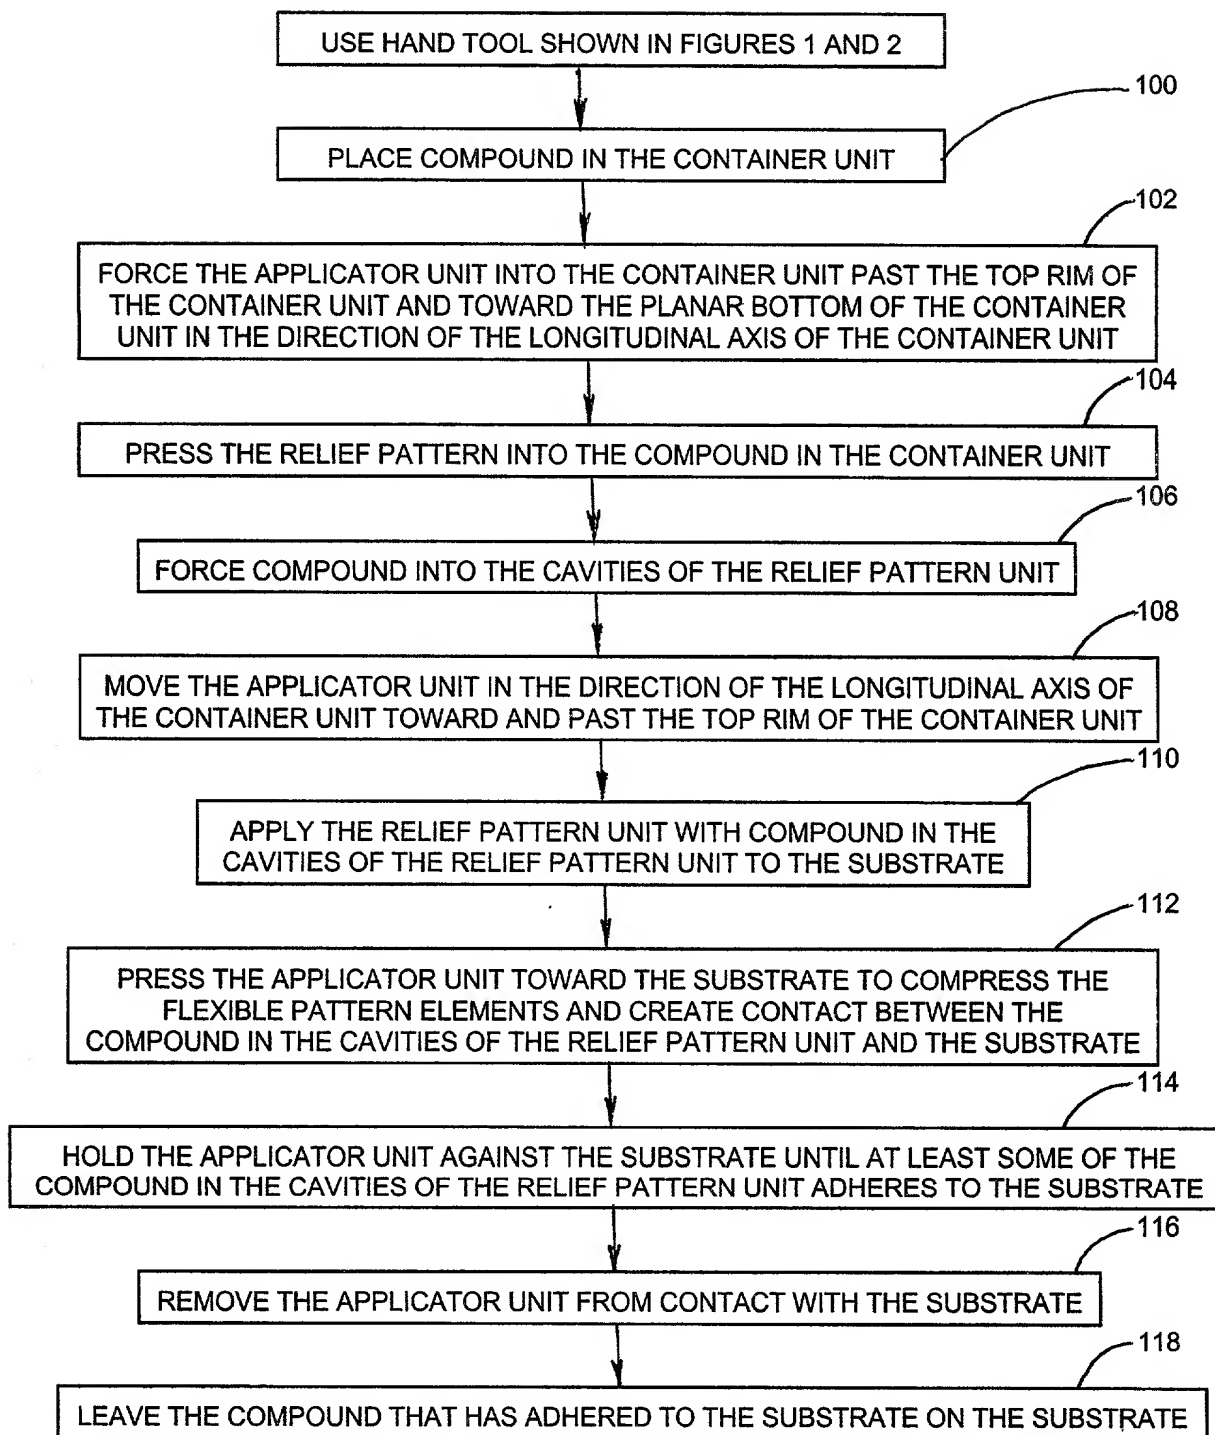 USE HAND TOOL SHOWN IN FIGURES 1 AND 2
100
PLACE COMPOUND IN THE CONTAINER UNIT
102
FORCE THE APPLICATOR UNIT INTO THE CONTAINER UNIT PAST THE TOP RIM OF
THE CONTAINER UNIT AND TOWARD THE PLANAR BOTTOM OF THE CONTAINER
UNIT IN THE DIRECTION OF THE LONGITUDINAL AXIS OF THE CONTAINER UNIT
104
PRESS THE RELIEF PATTERN INTO THE COMPOUND IN THE CONTAINER UNIT
106
FORCE COMPOUND INTO THE CAVITIES OF THE RELIEF PATTERN UNIT
108
MOVE THE APPLICATOR UNIT IN THE DIRECTION OF THE LONGITUDINAL AXIS OF
THE CONTAINER UNIT TOWARD AND PAST THE TOP RIM OF THE CONTAINER UNIT
110
APPLY THE RELIEF PATTERN UNIT WITH COMPOUND IN THE
CAVITIES OF THE RELIEF PATTERN UNIT TO THE SUBSTRATE
112
PRESS THE APPLICATOR UNIT TOWARD THE SUBSTRATE TO COMPRESS THE
FLEXIBLE PATTERN ELEMENTS AND CREATE CONTACT BETWEEN THE
COMPOUND IN THE CAVITIES OF THE RELIEF PATTERN UNIT AND THE SUBSTRATE
114
HOLD THE APPLICATOR UNIT AGAINST THE SUBSTRATE UNTIL AT LEAST SOME OF THE
COMPOUND IN THE CAVITIES OF THE RELIEF PATTERN UNIT ADHERES TO THE SUBSTRATE
116
REMOVE THE APPLICATOR UNIT FROM CONTACT WITH THE SUBSTRATE
118
LEAVE THE COMPOUND THAT HAS ADHERED TO THE SUBSTRATE ON THE SUBSTRATE